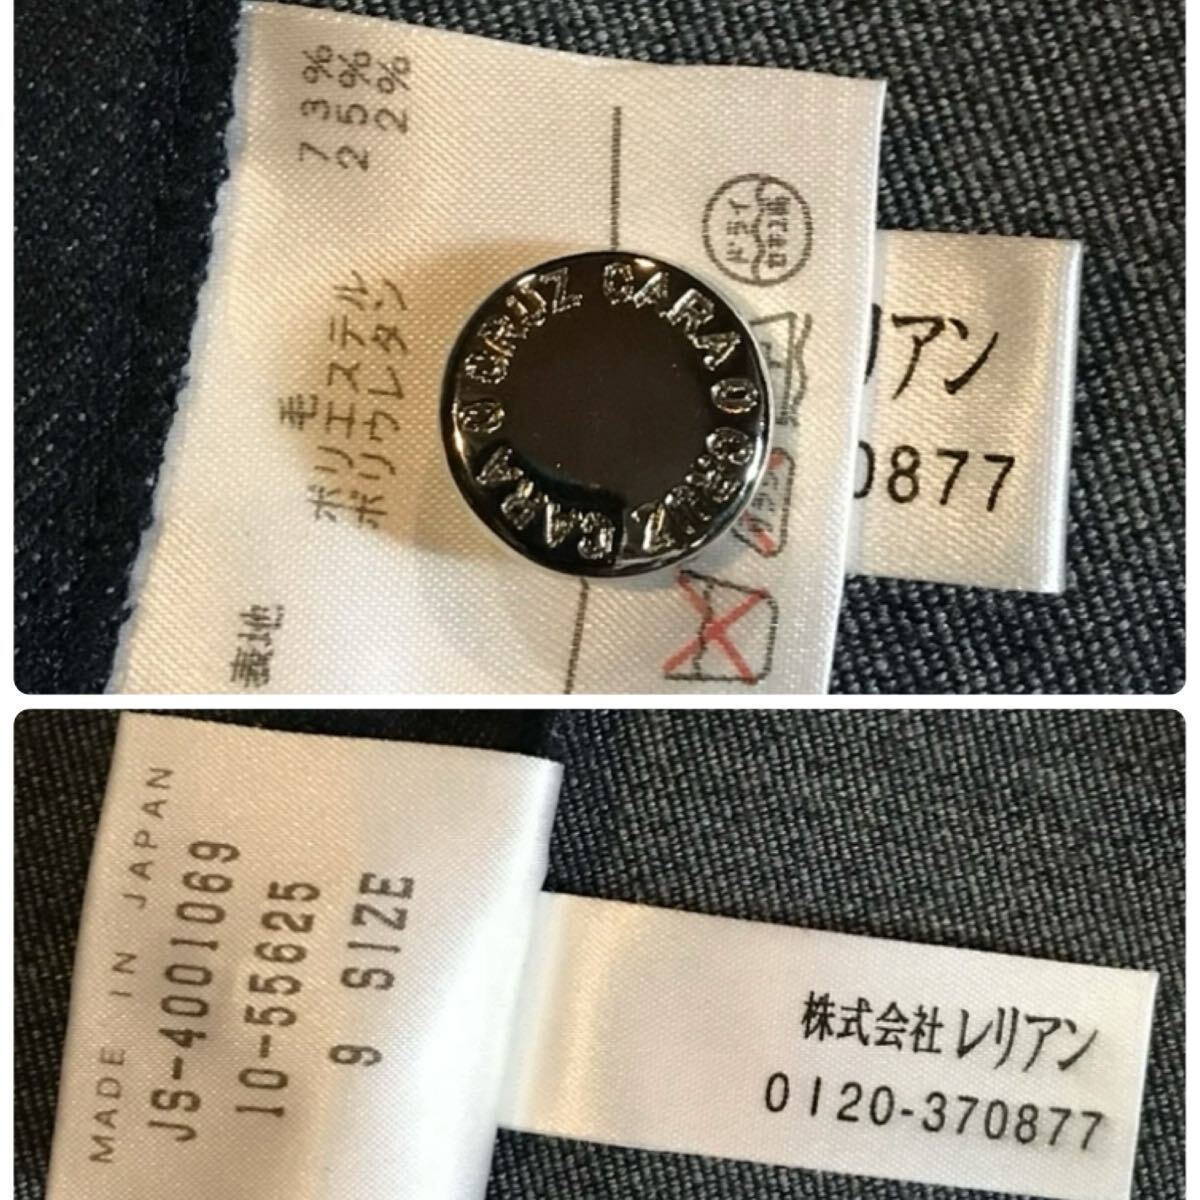 表地
毛 73%
ポリエステル 25%
ポリウレタン 2%
ドライ
CARA O CRUZ CARA O CRUZ
リアン
0877
MADE IN JAPAN
JS-4001069
10-55625
9 SIZE
株式会社レリアン
0120-370877